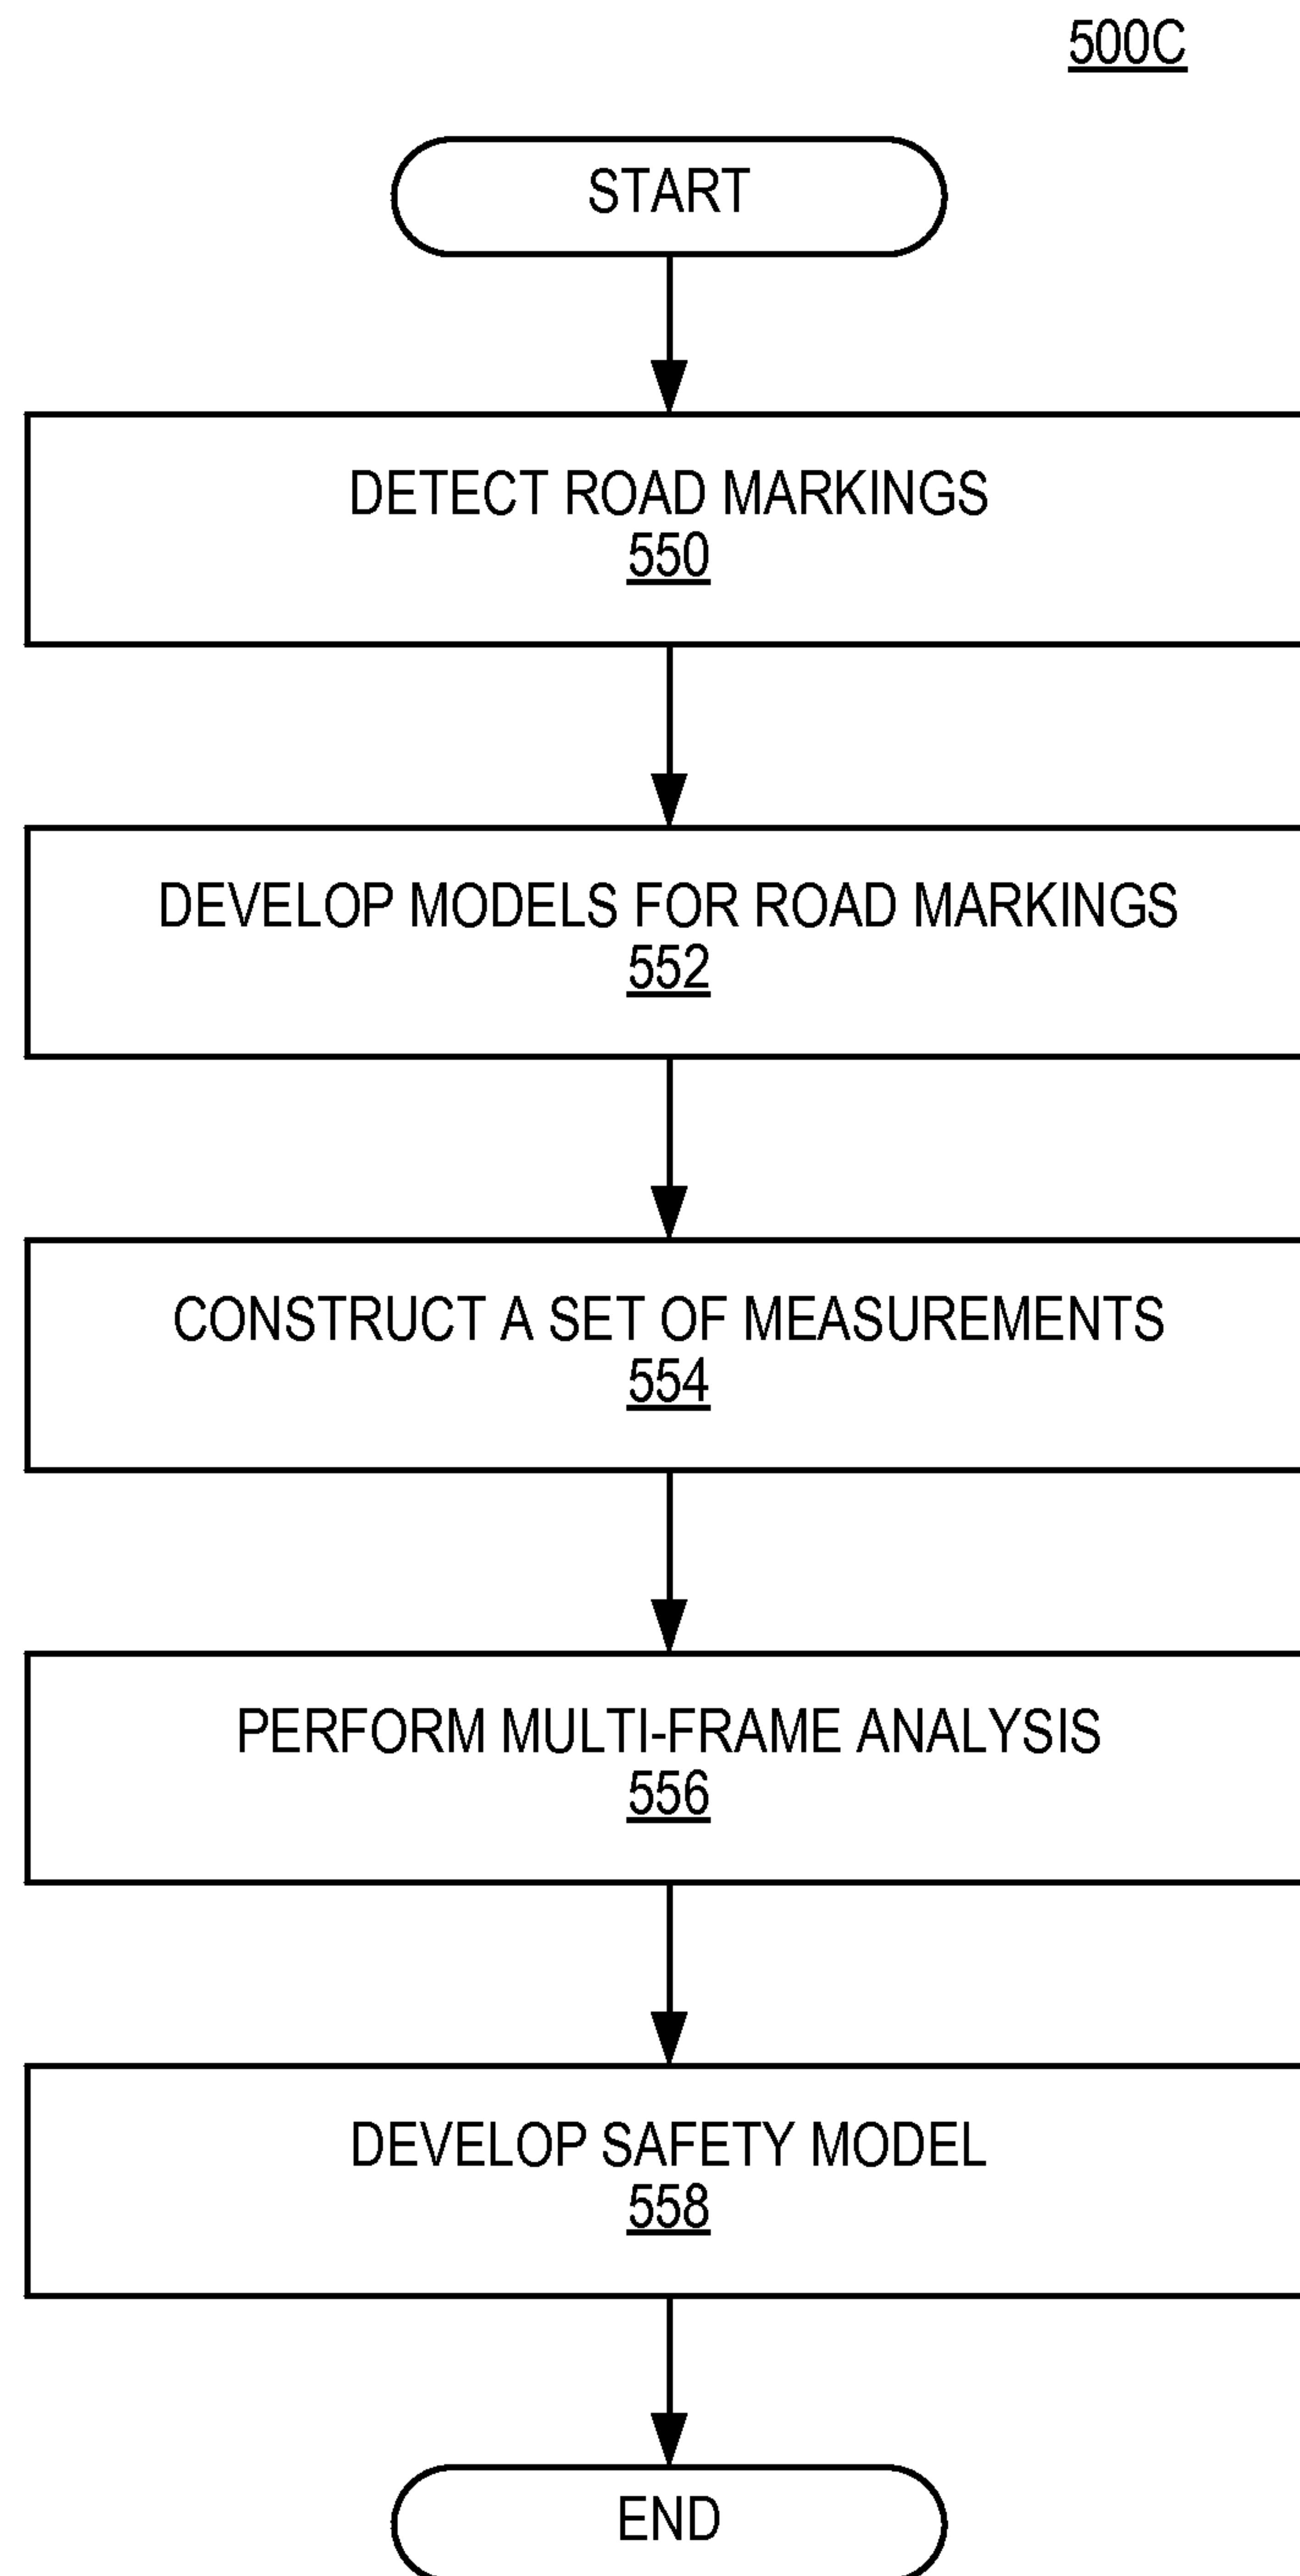 500C
START
DETECT ROAD MARKINGS
550
DEVELOP MODELS FOR ROAD MARKINGS
552
CONSTRUCT A SET OF MEASUREMENTS
554
PERFORM MULTI-FRAME ANALYSIS
556
DEVELOP SAFETY MODEL
558
END